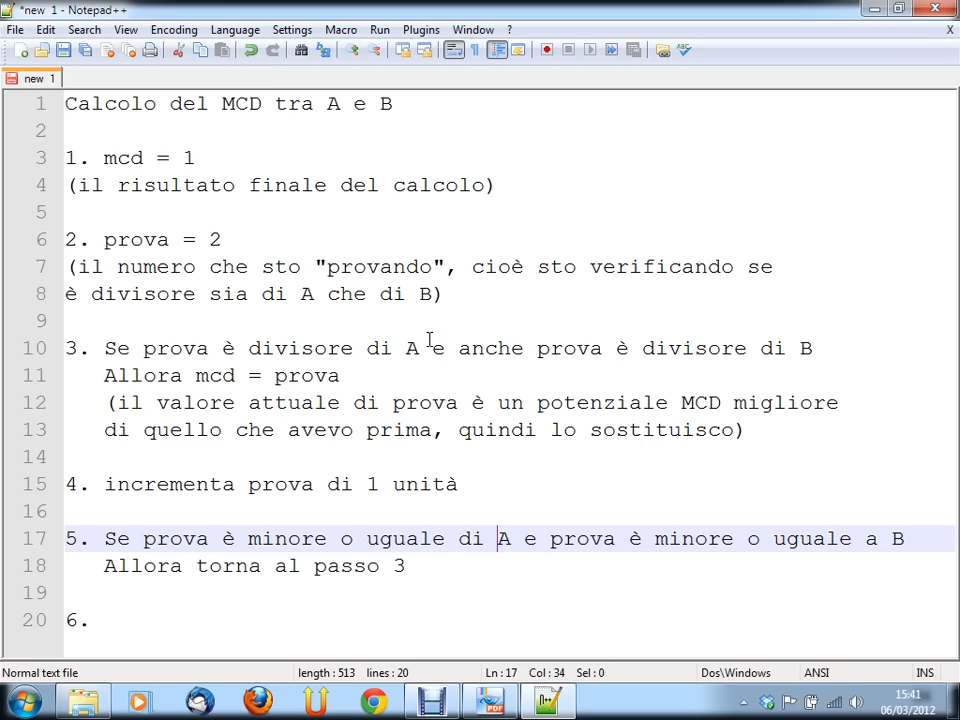 *new 1 - Notepad++
File Edit Search View Encoding Language Settings Macro Run Plugins Window ? X
new 1
1 Calcolo del MCD tra A e B
2
3 1. mcd = 1
4 (il risultato finale del calcolo)
5
6 2. prova = 2
7 (il numero che sto "provando", cioè sto verificando se
8 è divisore sia di A che di B)
9
10 3. Se prova è divisore di A e anche prova è divisore di B
11 Allora mcd = prova
12 (il valore attuale di prova è un potenziale MCD migliore
13 di quello che avevo prima, quindi lo sostituisco)
14
15 4. incrementa prova di 1 unità
16
17 5. Se prova è minore o uguale di A e prova è minore o uguale a B
18 Allora torna al passo 3
19
20 6.
Normal text file length : 513 lines : 20 Ln : 17 Col : 34 Sel : 0 Dos\Windows ANSI INS
PDF
15:41
06/03/2012